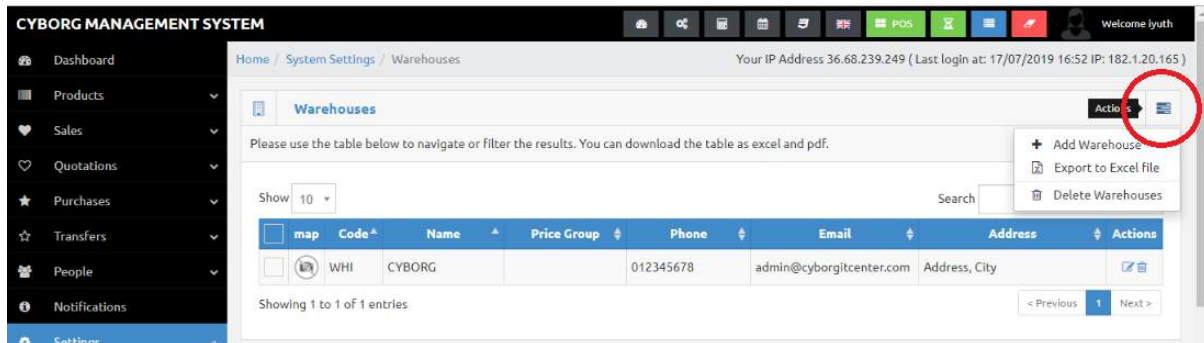 CYBORG MANAGEMENT SYSTEM
POS
Welcome iyuth
Dashboard
Products
Sales
Quotations
Purchases
Transfers
People
Notifications
Settings
Home / System Settings / Warehouses
Your IP Address 36.68.239.249 ( Last login at: 17/07/2019 16:52 IP: 182.1.20.165 )
Warehouses
Actions
Please use the table below to navigate or filter the results. You can download the table as excel and pdf.
Add Warehouse
Export to Excel file
Delete Warehouses
Show 10
Search
map Code Name Price Group Phone Email Address Actions
WHI CYBORG 012345678 admin@cyborgitcenter.com Address, City
Showing 1 to 1 of 1 entries
< Previous 1 Next >